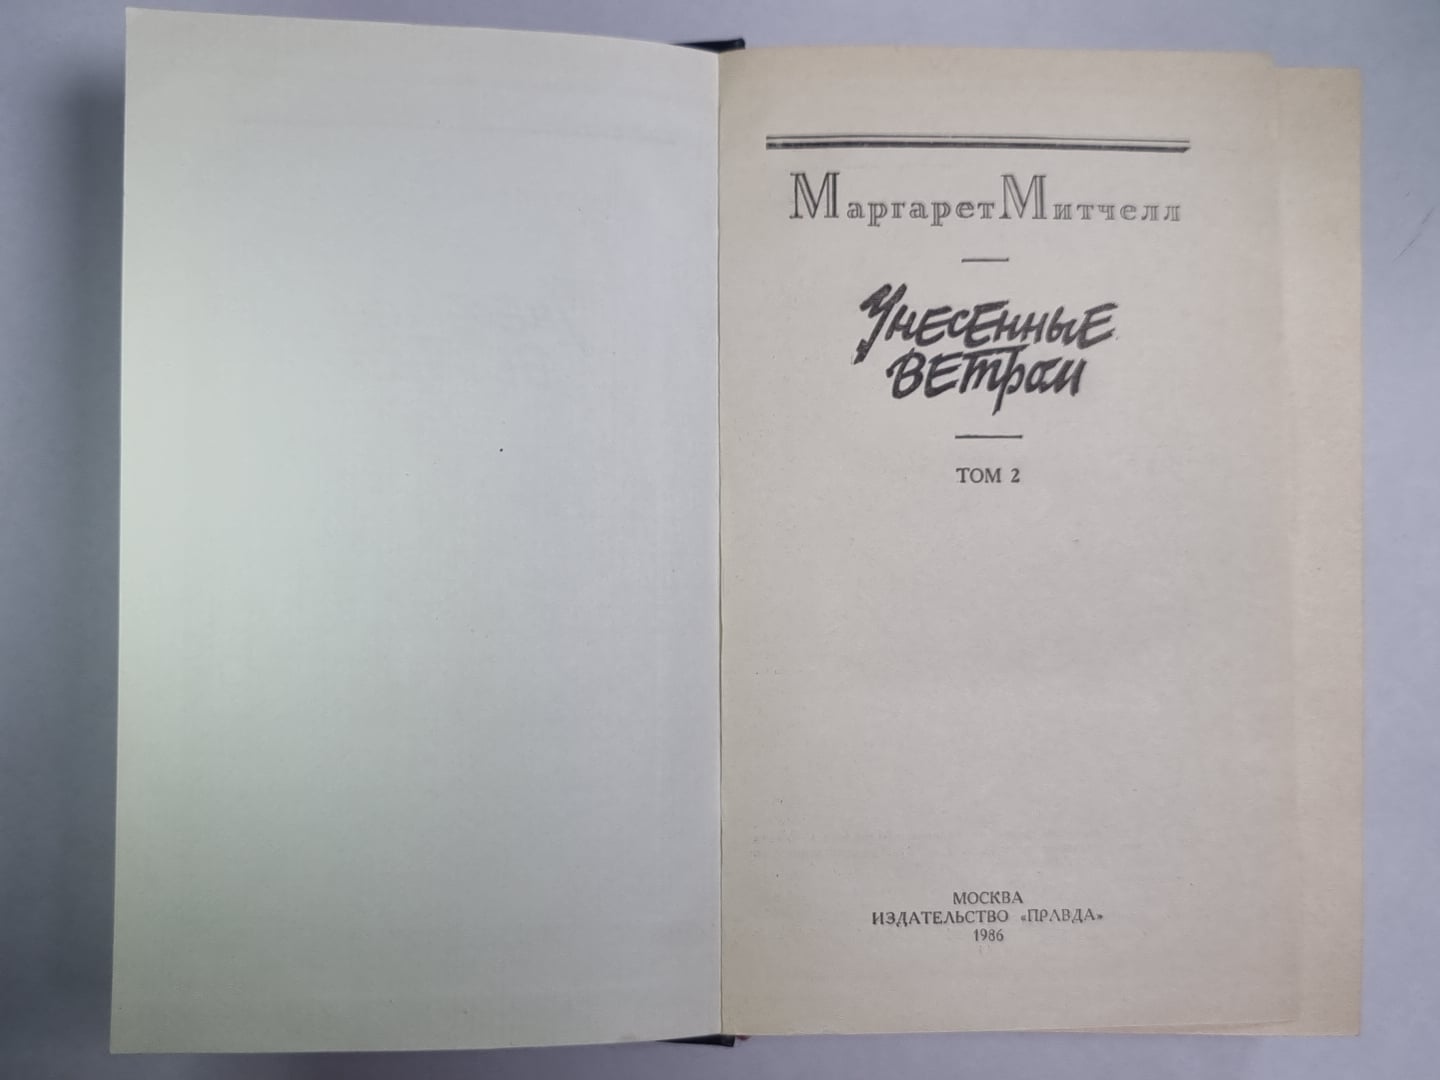 Маргарет Митчелл
Унесенные
ветром
ТОМ 2
МОСКВА
ИЗДАТЕЛЬСТВО «ПРАВДА»
1986